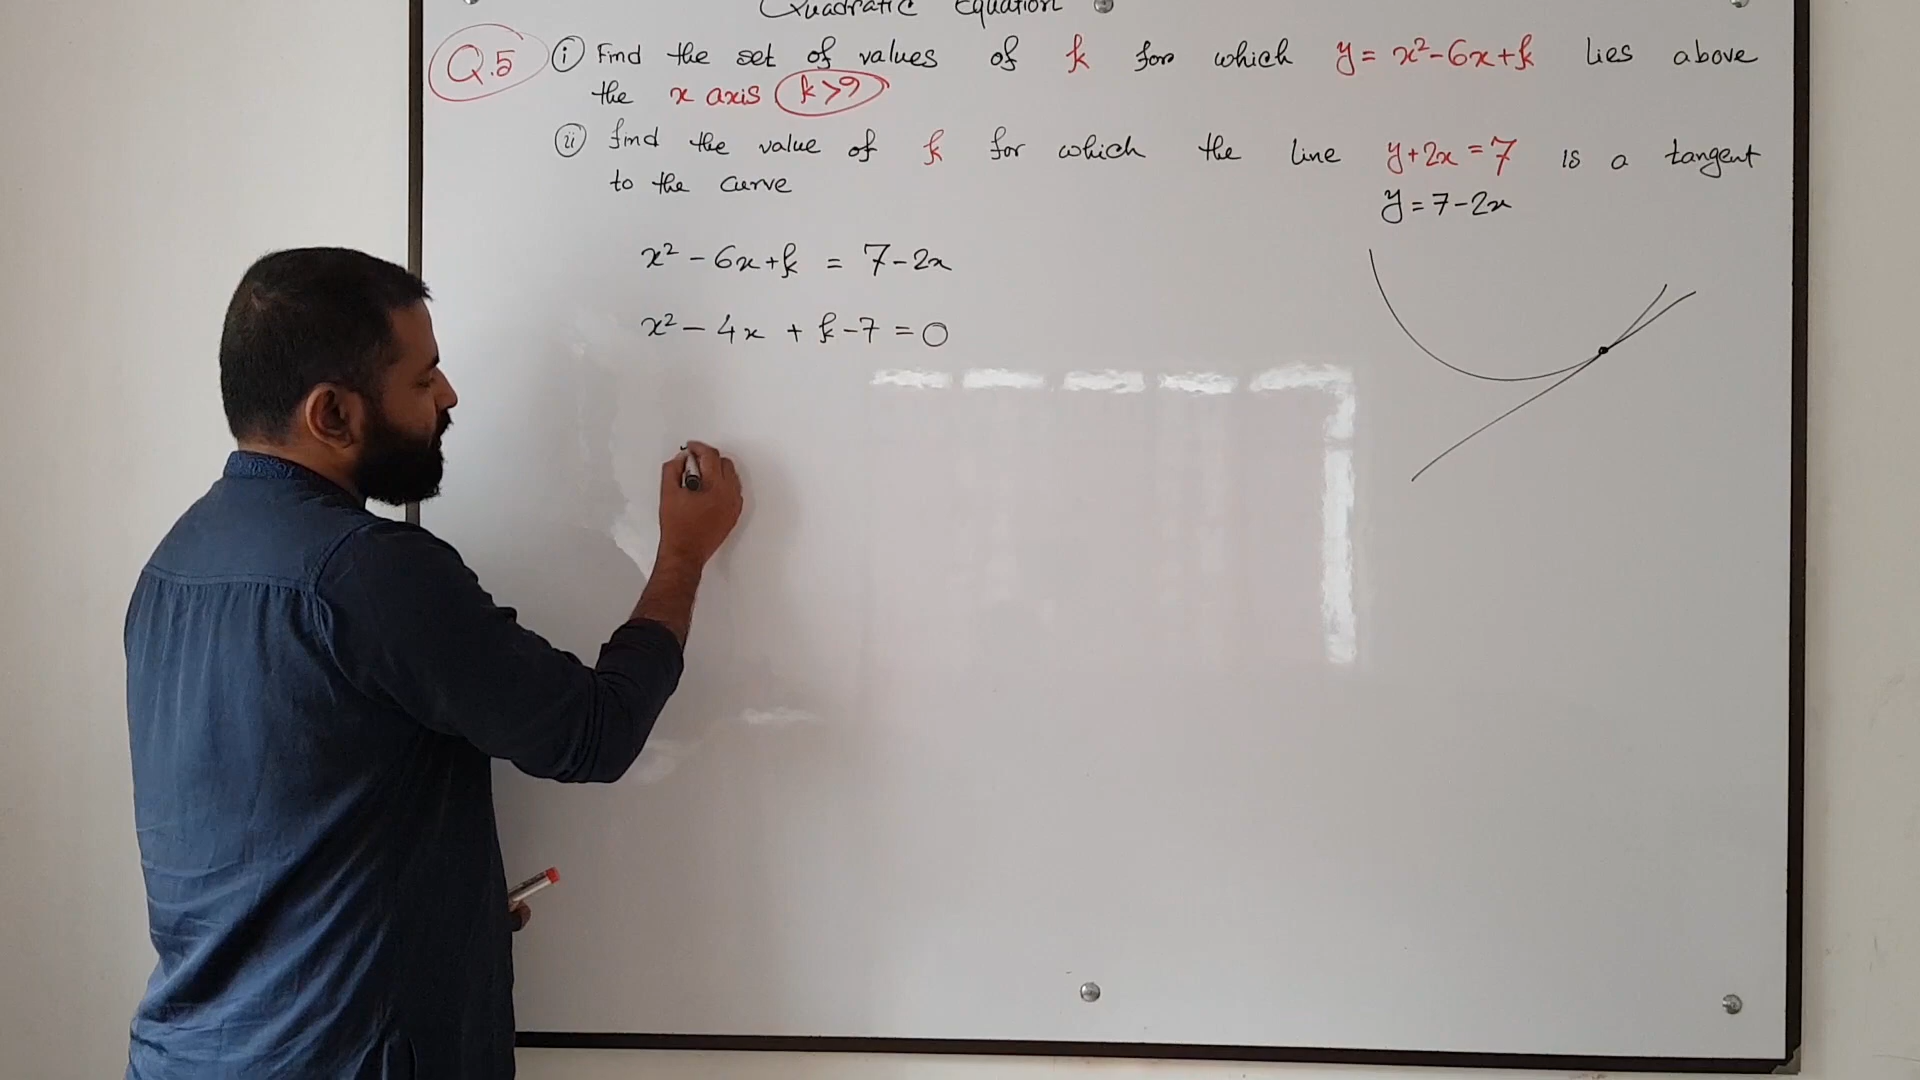 Quadratic Equation
Q.5 i Find the set of values of k for which y = x²-6x+k lies above
the x axis k>9
ii find the value of k for which the line y+2x = 7 is a tangent
to the curve
y = 7-2x
x² - 6x+k = 7-2x
x² - 4x + k-7 = 0